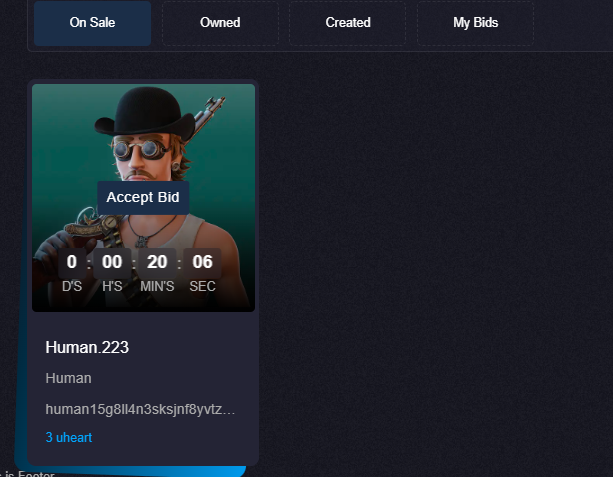 On Sale
Owned
Created
My Bids
Accept Bid
0 : 00 : 20 : 06
D'S H'S MIN'S SEC
Human.223
Human
human15g8ll4n3sksjnf8yvtz...
3 uheart
is Footer